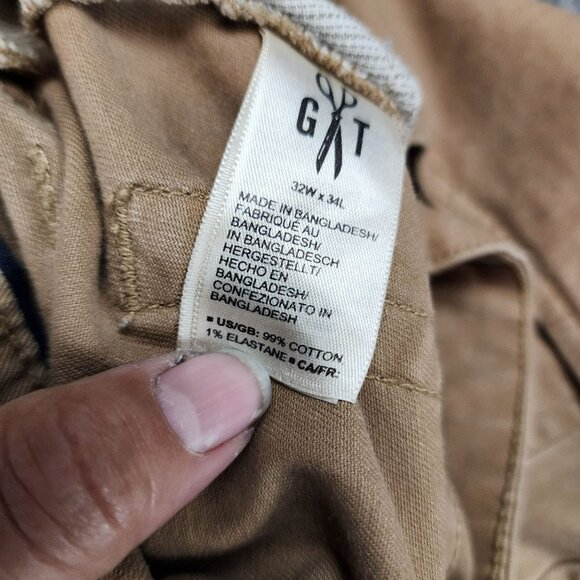 G T
32W x 34L
MADE IN BANGLADESH/
FABRIQUÉ AU
BANGLADESH/
IN BANGLADESCH
HERGESTELLT/
HECHO EN
BANGLADESH/
CONFEZIONATO IN
BANGLADESH
■ US/GB: 99% COTTON
1% ELASTANE ■ CA/FR: